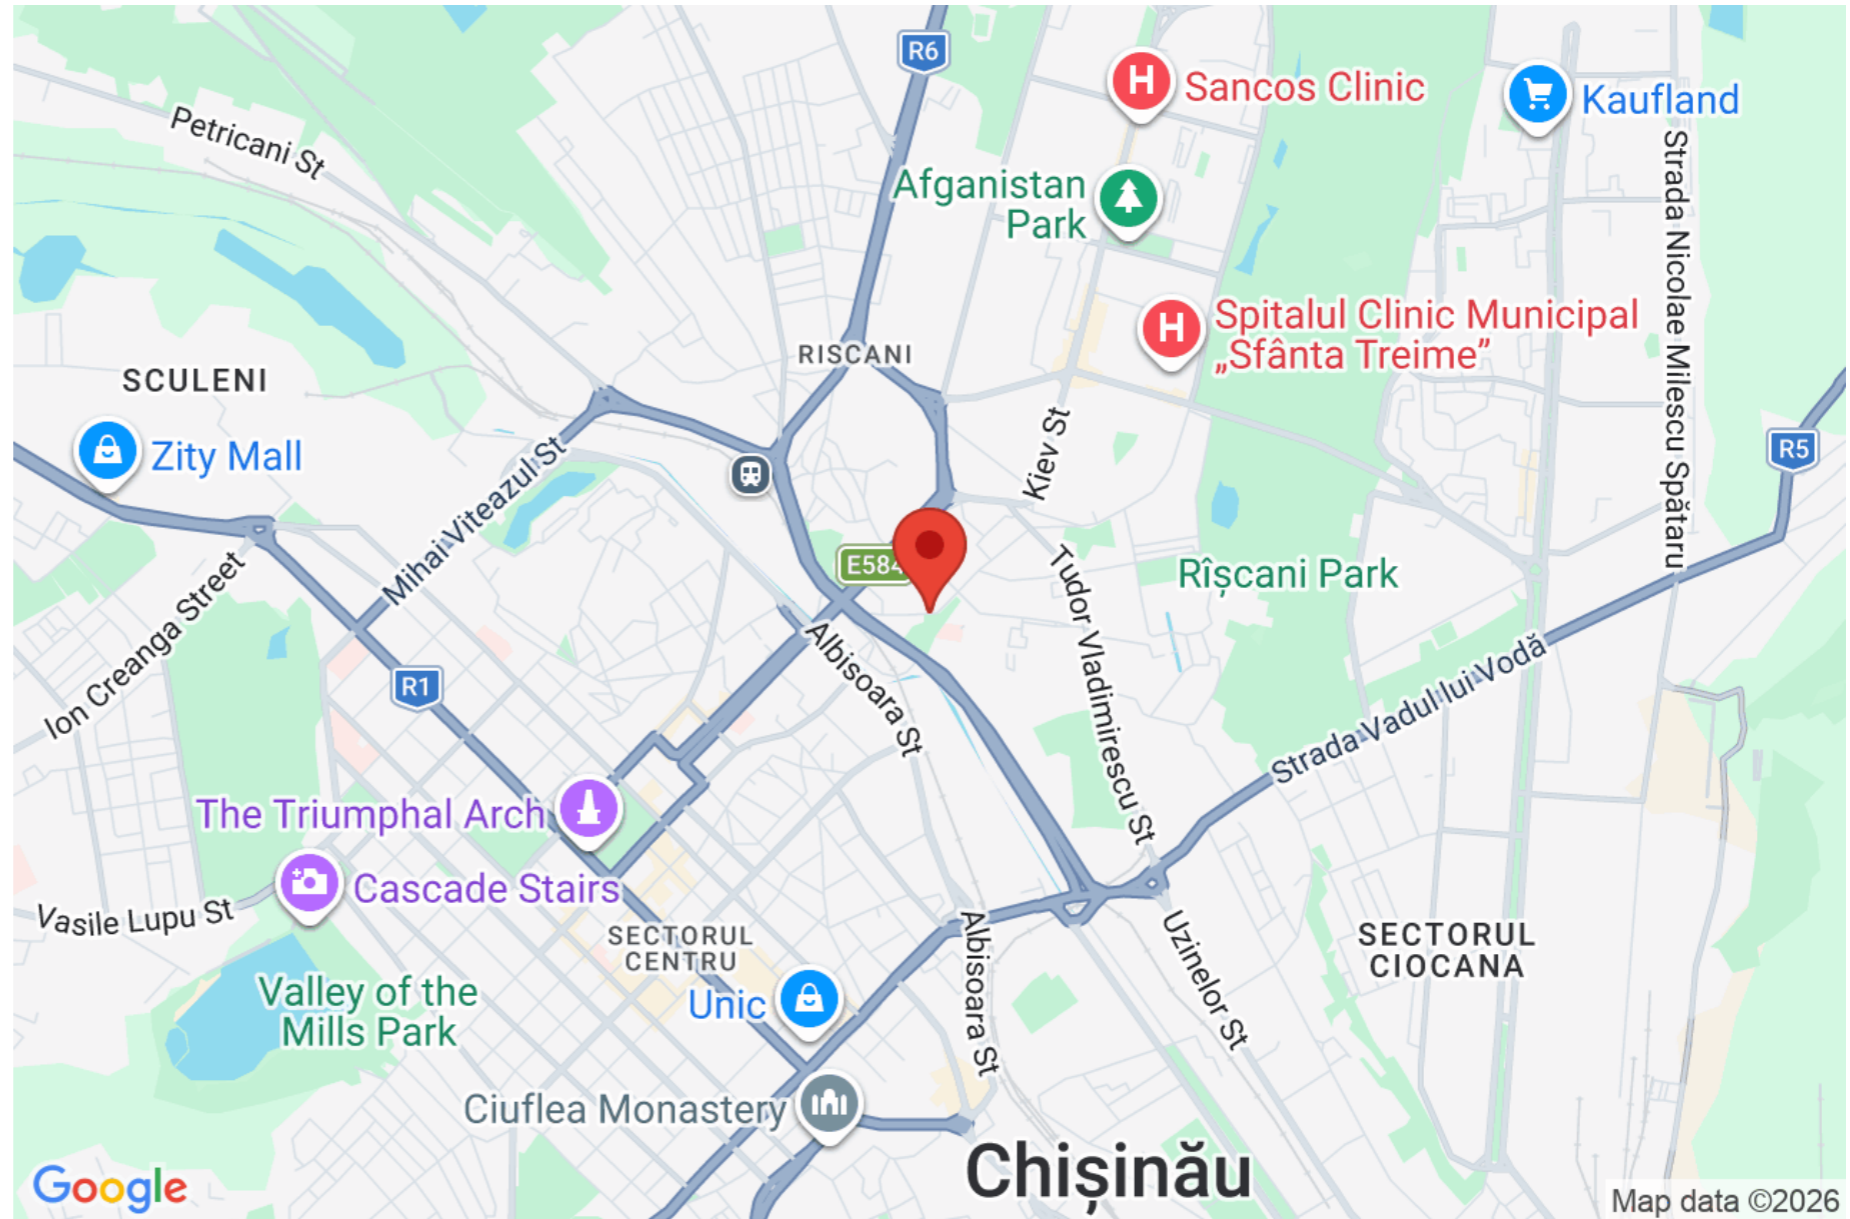 R6
Sancos Clinic
Kaufland
Petricani St
Afganistan
Park
Strada Nicolae Milescu Spătaru
Spitalul Clinic Municipal
„Sfânta Treime”
RISCANI
SCULENI
Zity Mall
Mihai Viteazul St
Kiev St
R5
E584
Rîșcani Park
Tudor Vladimirescu St
Ion Creanga Street
R1
Albisoara St
Strada Vadul lui Vodă
The Triumphal Arch
Cascade Stairs
Vasile Lupu St
SECTORUL
CENTRU
Albisoara St
Uzinelor St
SECTORUL
CIOCANA
Valley of the
Mills Park
Unic
Ciuflea Monastery
Chișinău
Google
Map data ©2026